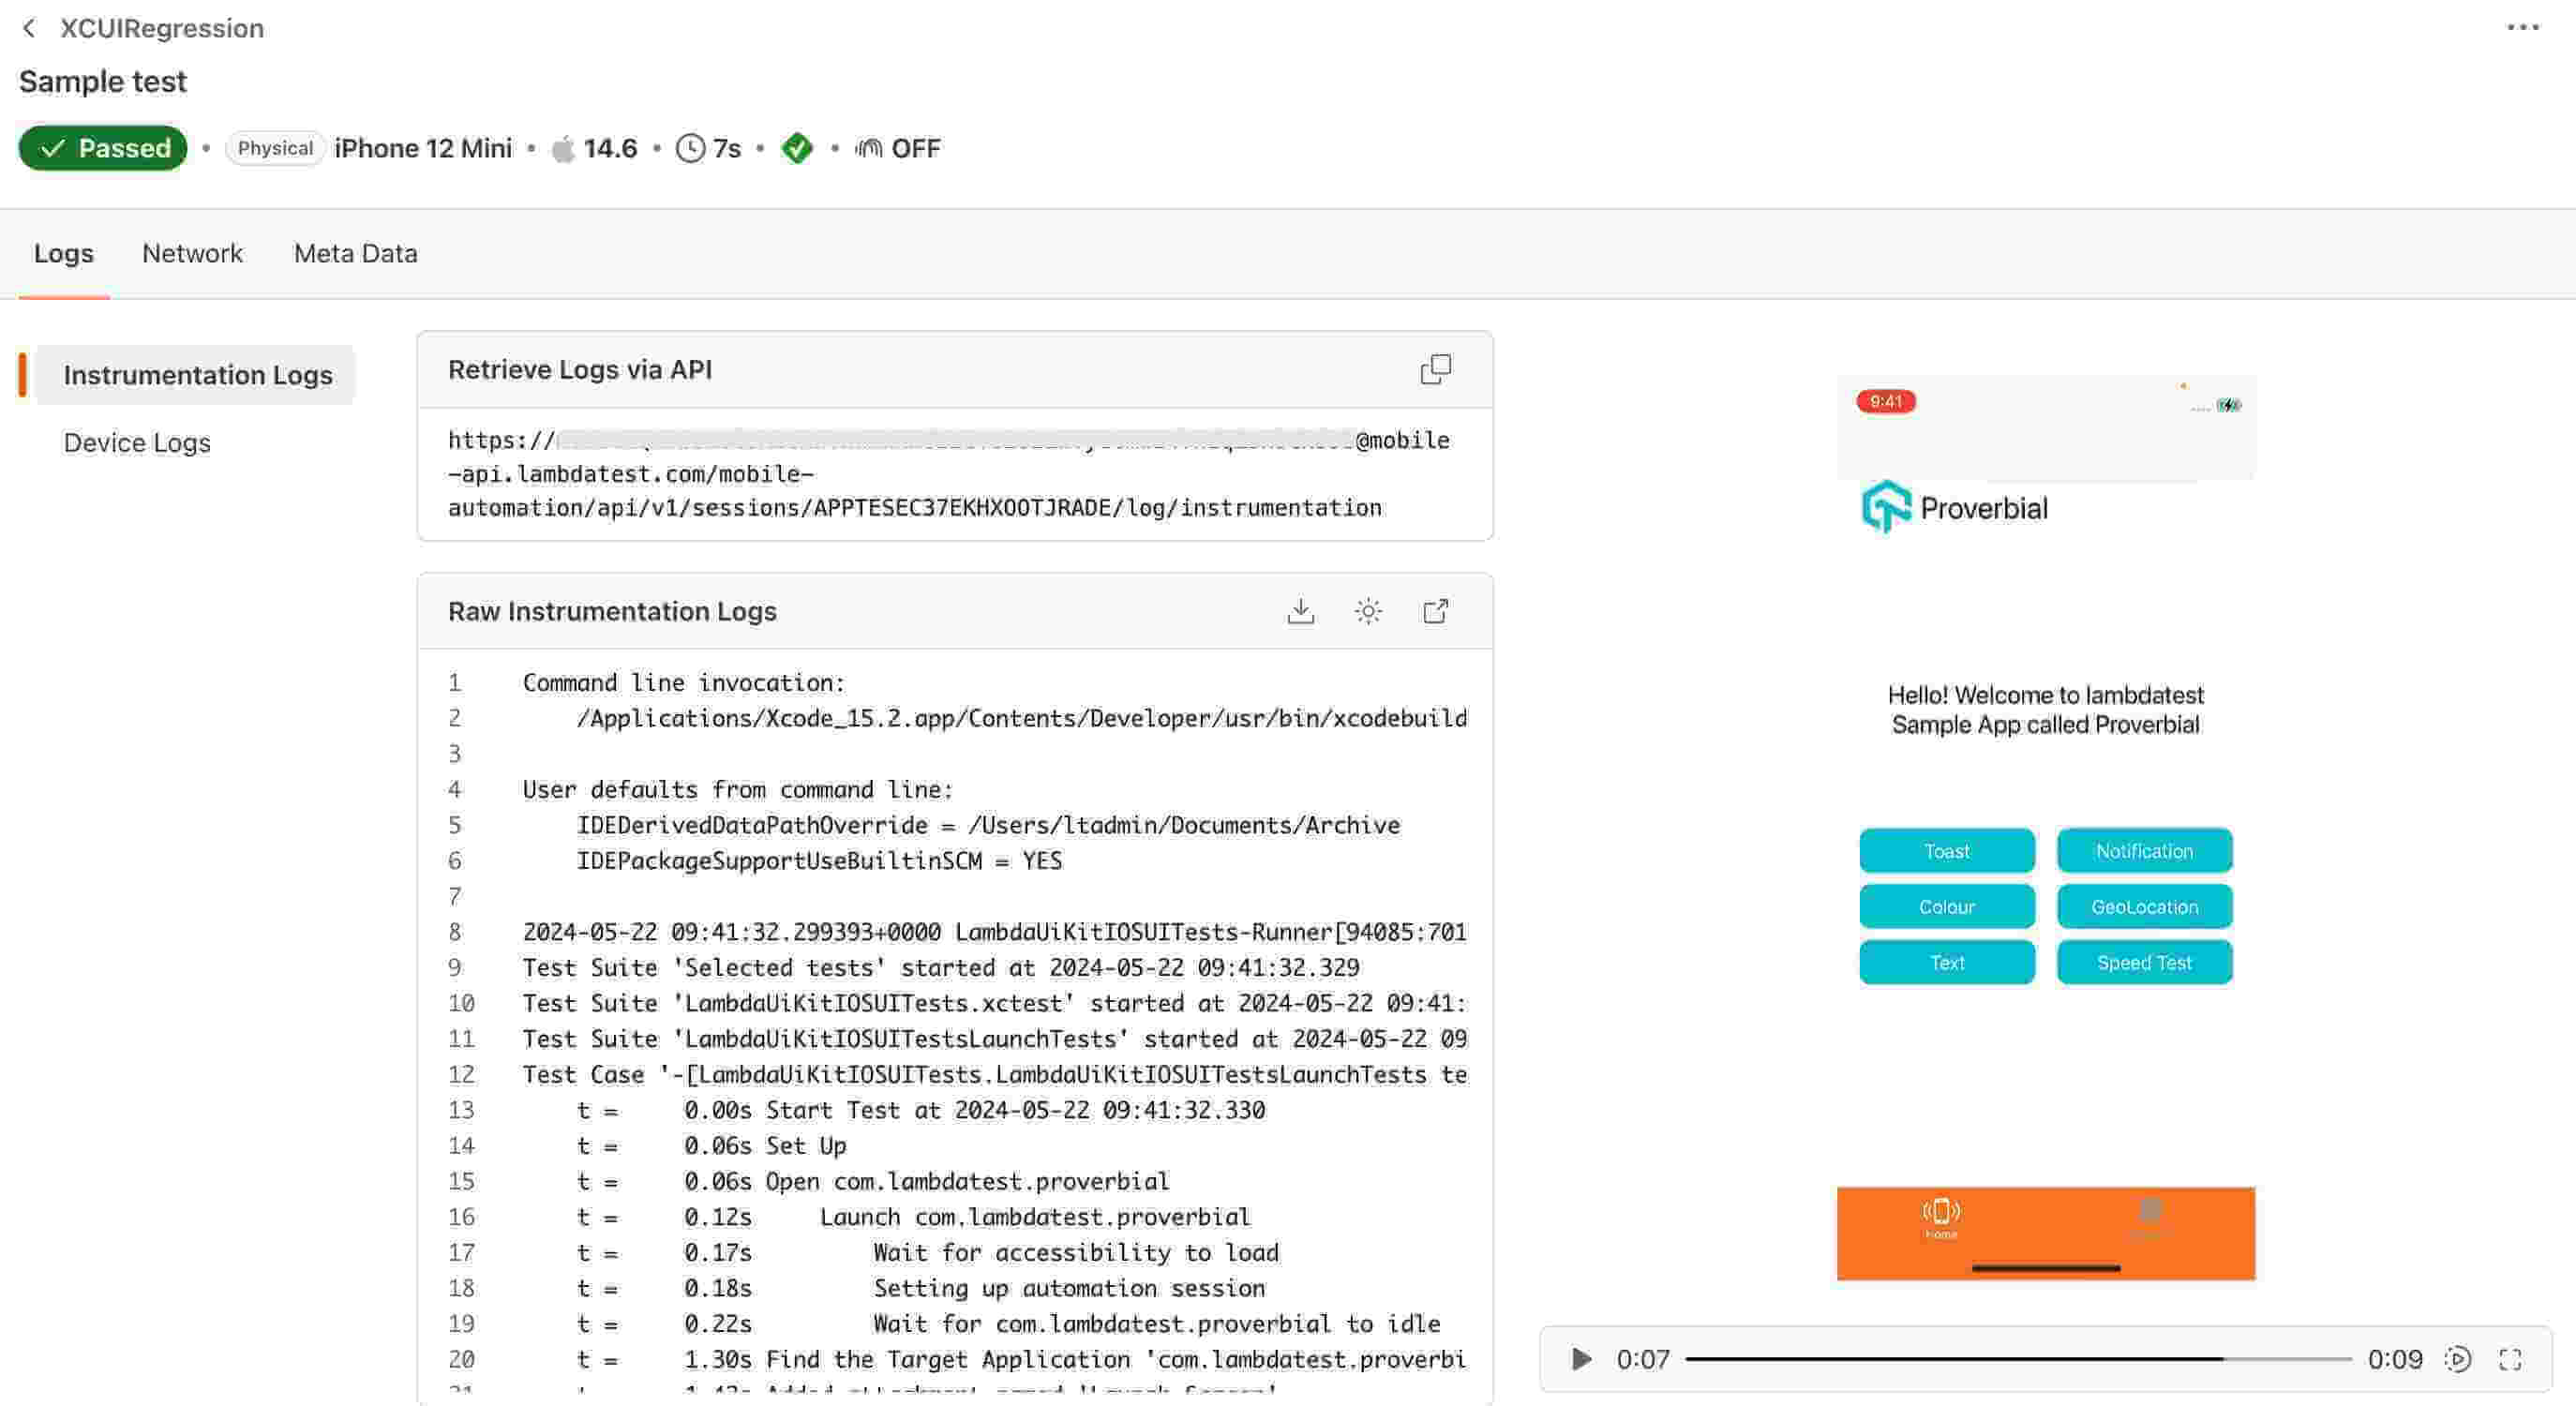 XCUIRegression
Sample test
Passed • Physical iPhone 12 Mini • 14.6 • 7s • • OFF
Logs Network Meta Data
Instrumentation Logs
Device Logs
Retrieve Logs via API
https:// @mobile
-api.lambdatest.com/mobile-
automation/api/v1/sessions/APPTESEC37EKHXOOTJRADE/log/instrumentation
Raw Instrumentation Logs
1 Command line invocation:
2 /Applications/Xcode_15.2.app/Contents/Developer/usr/bin/xcodebuild
3
4 User defaults from command line:
5 IDEDerivedDataPathOverride = /Users/ltadmin/Documents/Archive
6 IDEPackageSupportUseBuiltinSCM = YES
7
8 2024-05-22 09:41:32.299393+0000 LambdaUiKitIOSUITests-Runner[94085:701
9 Test Suite 'Selected tests' started at 2024-05-22 09:41:32.329
10 Test Suite 'LambdaUiKitIOSUITests.xctest' started at 2024-05-22 09:41:
11 Test Suite 'LambdaUiKitIOSUITestsLaunchTests' started at 2024-05-22 09
12 Test Case '-[LambdaUiKitIOSUITests.LambdaUiKitIOSUITestsLaunchTests te
13 t = 0.00s Start Test at 2024-05-22 09:41:32.330
14 t = 0.06s Set Up
15 t = 0.06s Open com.lambdatest.proverbial
16 t = 0.12s Launch com.lambdatest.proverbial
17 t = 0.17s Wait for accessibility to load
18 t = 0.18s Setting up automation session
19 t = 0.22s Wait for com.lambdatest.proverbial to idle
20 t = 1.30s Find the Target Application 'com.lambdatest.proverbi
9:41
Proverbial
Hello! Welcome to lambdatest
Sample App called Proverbial
Toast Notification
Colour GeoLocation
Text Speed Test
Home
0:07 0:09